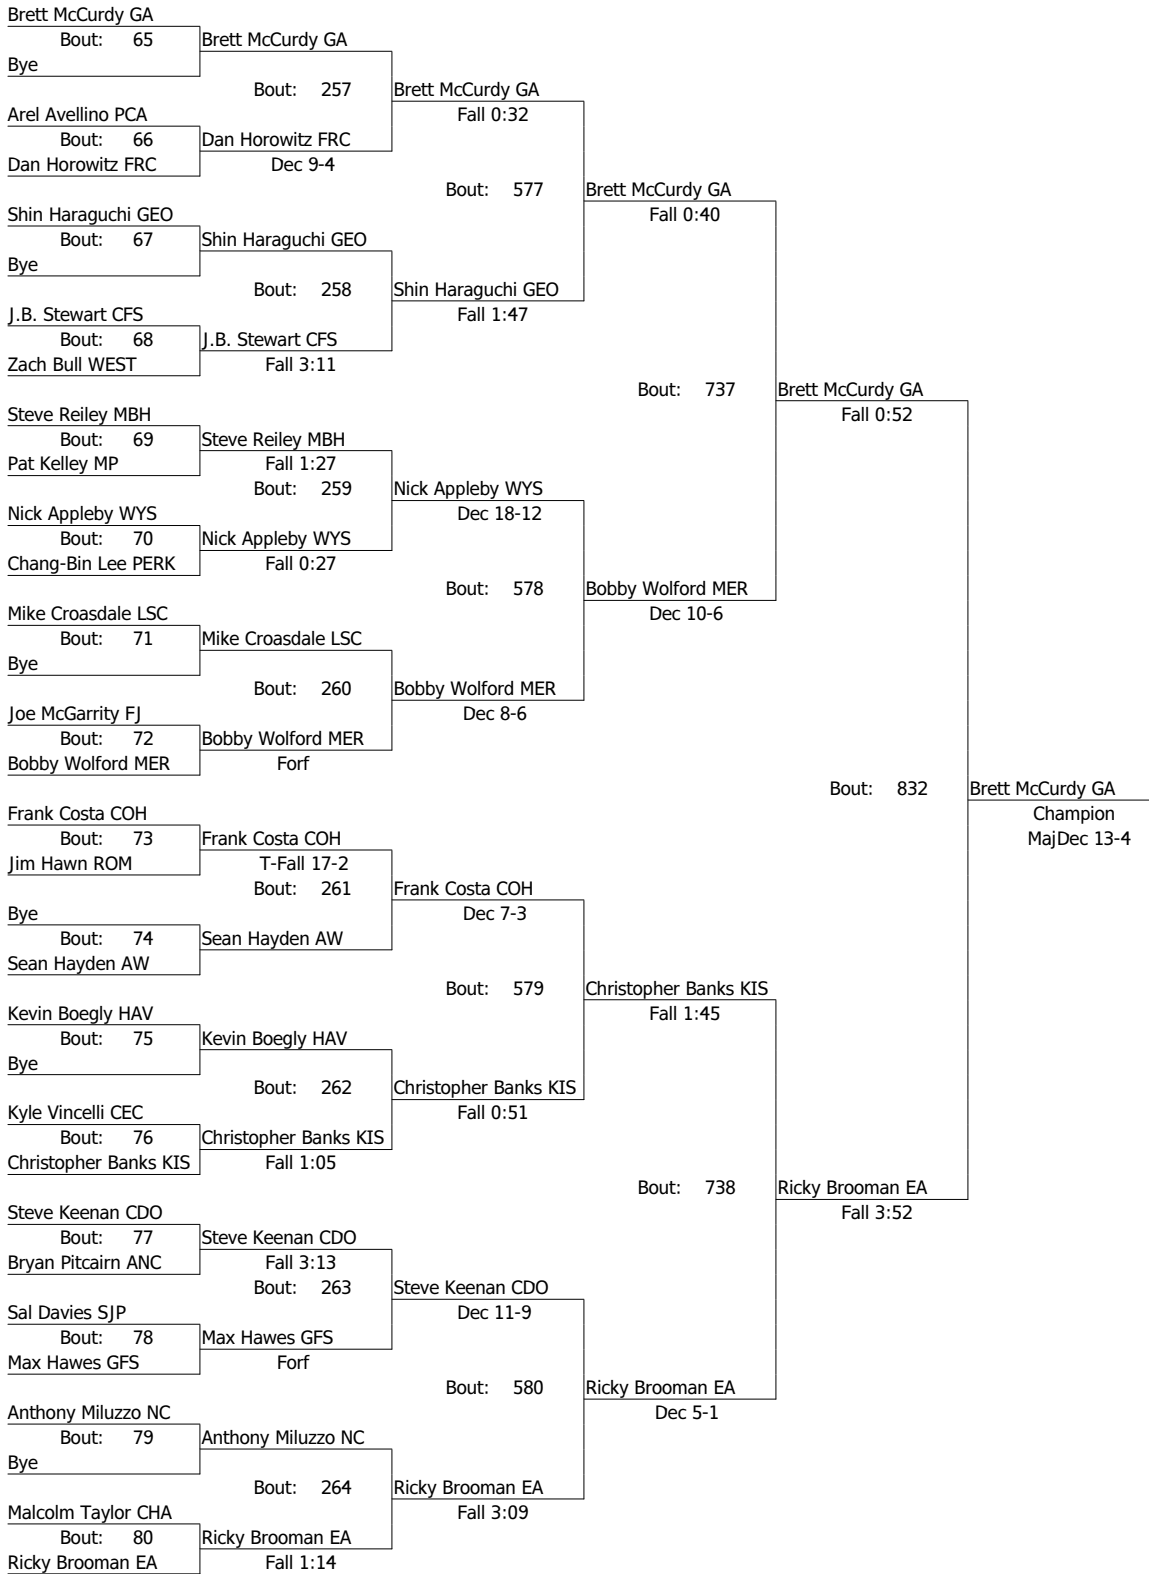 Brett McCurdy GA
Bout: 65 Brett McCurdy GA
Bye
Bout: 257 Brett McCurdy GA
Arel Avellino PCA Fall 0:32
Bout: 66 Dan Horowitz FRC
Dan Horowitz FRC Dec 9-4
Bout: 577 Brett McCurdy GA
Shin Haraguchi GEO Fall 0:40
Bout: 67 Shin Haraguchi GEO
Bye
Bout: 258 Shin Haraguchi GEO
J.B. Stewart CFS Fall 1:47
Bout: 68 J.B. Stewart CFS
Zach Bull WEST Fall 3:11
Bout: 737 Brett McCurdy GA
Steve Reiley MBH Fall 0:52
Bout: 69 Steve Reiley MBH
Pat Kelley MP Fall 1:27
Bout: 259 Nick Appleby WYS
Nick Appleby WYS Dec 18-12
Bout: 70 Nick Appleby WYS
Chang-Bin Lee PERK Fall 0:27
Bout: 578 Bobby Wolford MER
Mike Croasdale LSC Dec 10-6
Bout: 71 Mike Croasdale LSC
Bye
Bout: 260 Bobby Wolford MER
Joe McGarrity FJ Dec 8-6
Bout: 72 Bobby Wolford MER
Bobby Wolford MER Forf
Bout: 832 Brett McCurdy GA
Frank Costa COH Champion
Bout: 73 Frank Costa COH MajDec 13-4
Jim Hawn ROM T-Fall 17-2
Bout: 261 Frank Costa COH
Bye Dec 7-3
Bout: 74 Sean Hayden AW
Sean Hayden AW
Bout: 579 Christopher Banks KIS
Kevin Boegly HAV Fall 1:45
Bout: 75 Kevin Boegly HAV
Bye
Bout: 262 Christopher Banks KIS
Kyle Vincelli CEC Fall 0:51
Bout: 76 Christopher Banks KIS
Christopher Banks KIS Fall 1:05
Bout: 738 Ricky Brooman EA
Steve Keenan CDO Fall 3:52
Bout: 77 Steve Keenan CDO
Bryan Pitcairn ANC Fall 3:13
Bout: 263 Steve Keenan CDO
Sal Davies SJP Dec 11-9
Bout: 78 Max Hawes GFS
Max Hawes GFS Forf
Bout: 580 Ricky Brooman EA
Anthony Miluzzo NC Dec 5-1
Bout: 79 Anthony Miluzzo NC
Bye
Bout: 264 Ricky Brooman EA
Malcolm Taylor CHA Fall 3:09
Bout: 80 Ricky Brooman EA
Ricky Brooman EA Fall 1:14